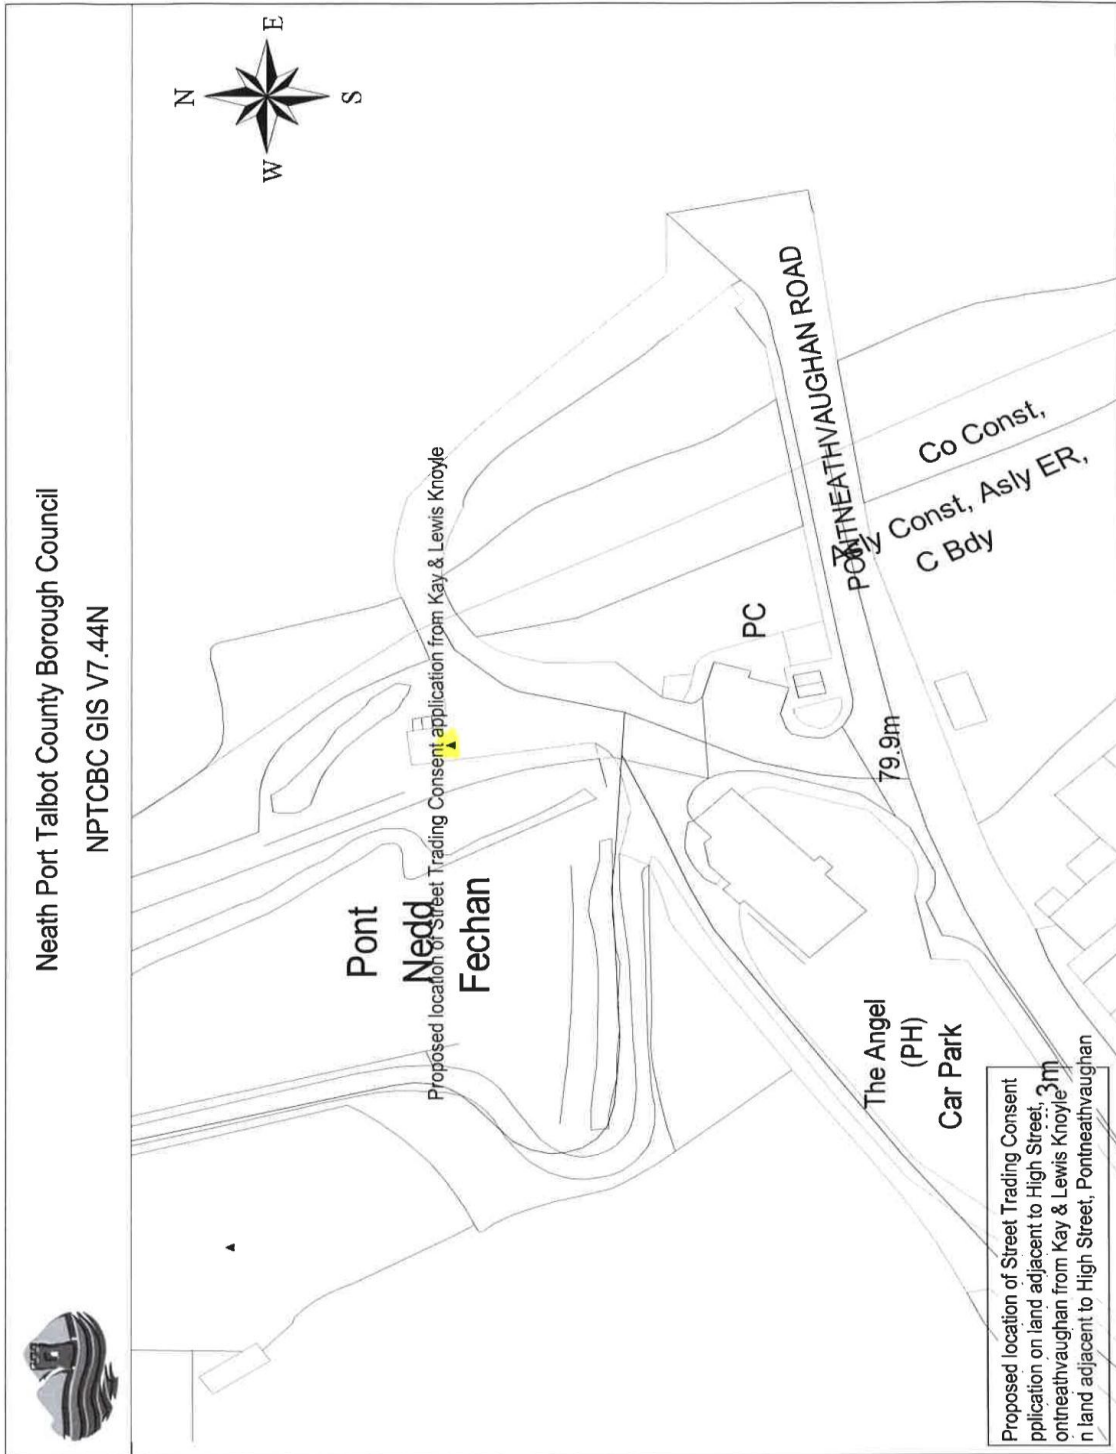 Neath Port Talbot County Borough Council
NPTCBC GIS V7.44N
N
E
S
W
Pont
Nedd
Fechan
Proposed location of Street Trading Consent application from Kay & Lewis Knoyle
PC
PONTNEATHVAUGHAN ROAD
Co Const,
Const, Asly ER,
C Bdy
79.9m
The Angel
(PH)
Car Park
3m
Proposed location of Street Trading Consent
pplication on land adjacent to High Street,
ontneathvaughan from Kay & Lewis Knoyle
n land adjacent to High Street, Pontneathvaughan